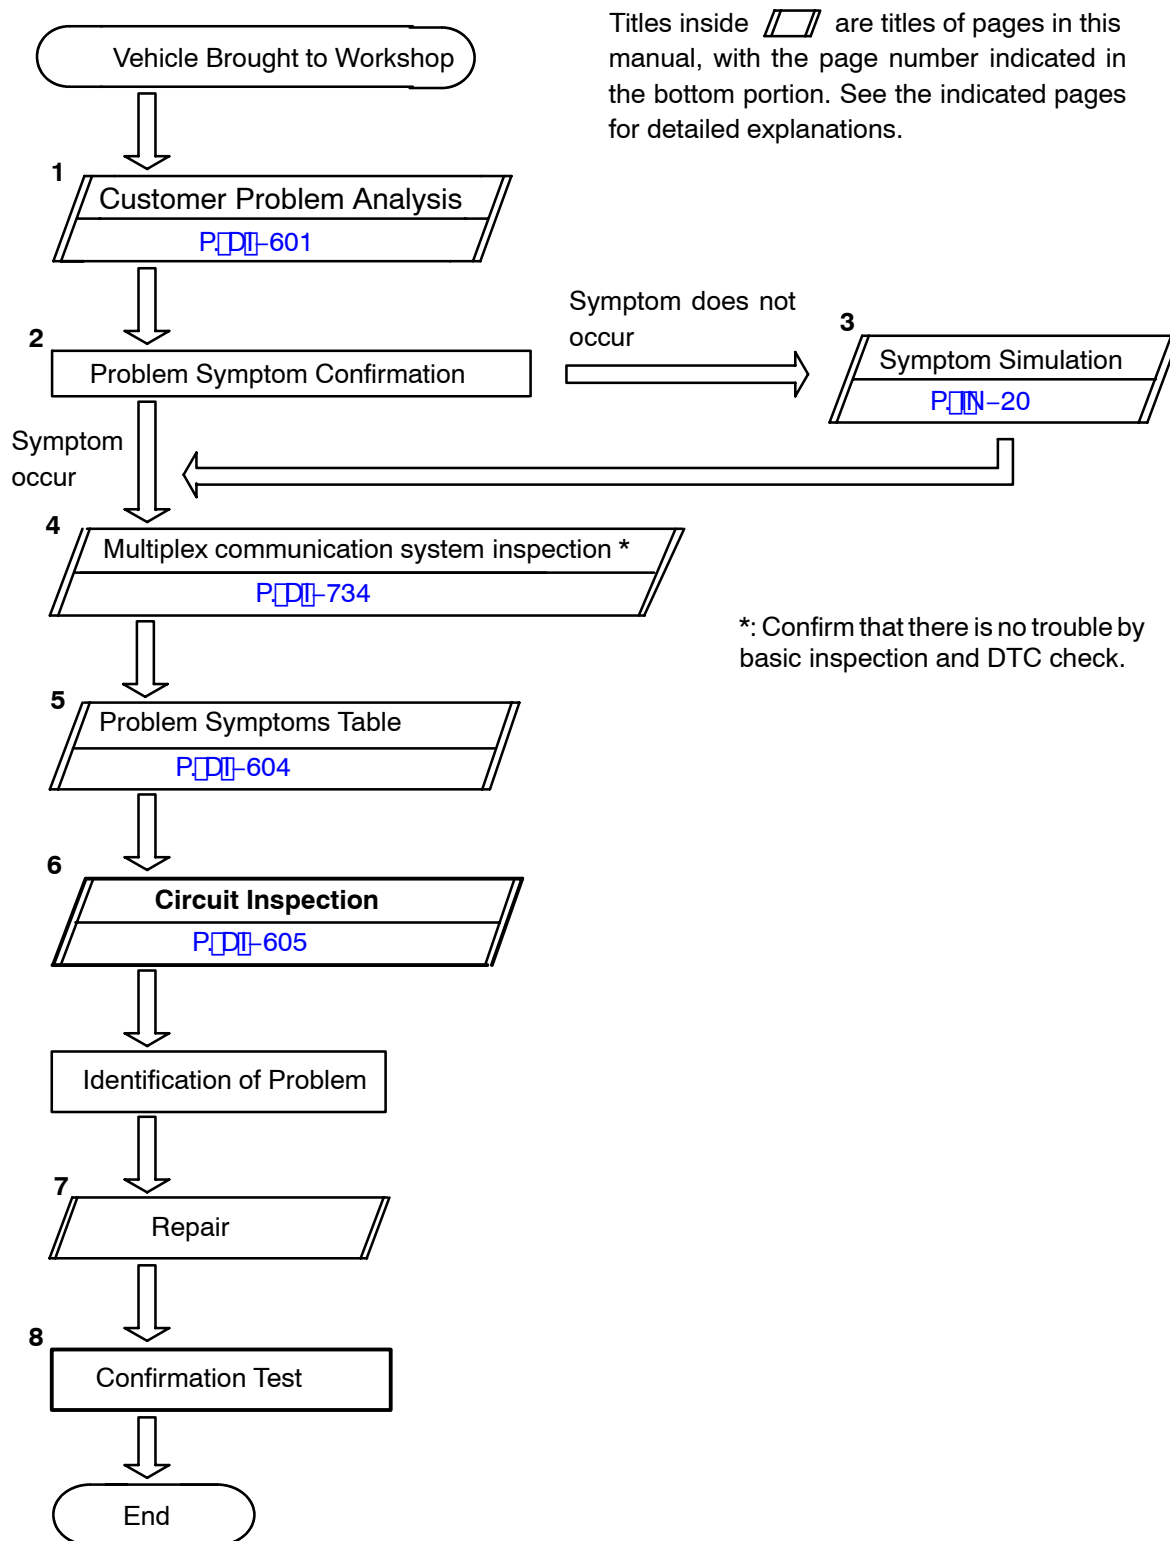 Vehicle Brought to Workshop
Titles inside are titles of pages in this
manual, with the page number indicated in
the bottom portion. See the indicated pages
for detailed explanations.
1
Customer Problem Analysis
P. DI–601
2
Problem Symptom Confirmation
Symptom does not
occur
3
Symptom Simulation
P. IN–20
Symptom
occur
4
Multiplex communication system inspection *
P. DI–734
*: Confirm that there is no trouble by
basic inspection and DTC check.
5
Problem Symptoms Table
P. DI–604
6
Circuit Inspection
P. DI–605
Identification of Problem
7
Repair
8
Confirmation Test
End